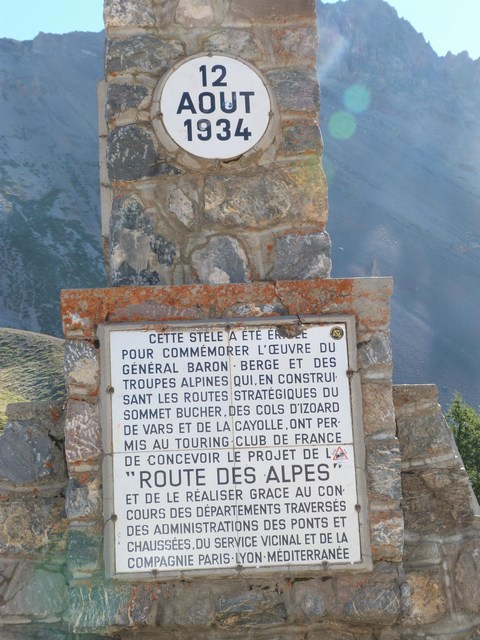 12
AOUT
1934
CETTE STÈLE A ÉTÉ ÉRIGÉE
POUR COMMÉMORER L'ŒUVRE DU
GÉNÉRAL BARON-BERGE ET DES
TROUPES ALPINES QUI, EN CONSTRUI-
SANT LES ROUTES STRATÉGIQUES DU
SOMMET BUCHER, DES COLS D'IZOARD
DE VARS ET DE LA CAYOLLE, ONT PER-
MIS AU TOURING-CLUB DE FRANCE
DE CONCEVOIR LE PROJET DE LA
"ROUTE DES ALPES"
ET DE LE RÉALISER GRACE AU CON-
COURS DES DÉPARTEMENTS TRAVERSÉS
DES ADMINISTRATIONS DES PONTS ET
CHAUSSÉES, DU SERVICE VICINAL ET DE LA
COMPAGNIE PARIS-LYON-MÉDITERRANÉE